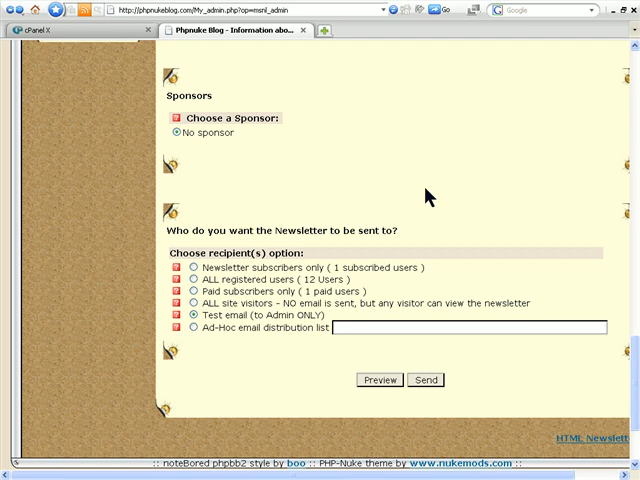 http://phpnukeblog.com/My_admin.php?op=msnl_admin
Go
Google
cPanel X
Phpnuke Blog - Information abo...
Sponsors
? Choose a Sponsor:
No sponsor
Who do you want the Newsletter to be sent to?
Choose recipient(s) option:
? Newsletter subscribers only ( 1 subscribed users )
? ALL registered users ( 12 Users )
? Paid subscribers only ( 1 paid users )
? ALL site visitors - NO email is sent, but any visitor can view the newsletter
? Test email (to Admin ONLY)
? Ad-Hoc email distribution list
Preview Send
HTML Newslett
:: noteBored phpbb2 style by boo :: PHP-Nuke theme by www.nukemods.com ::